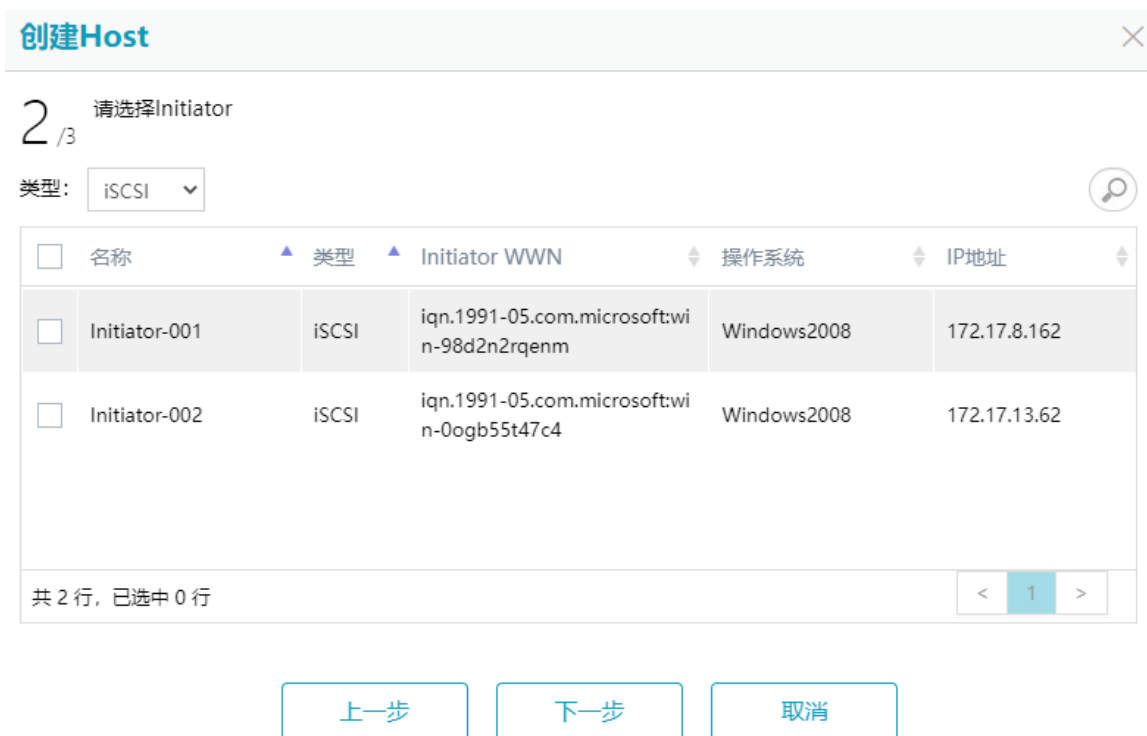 创建Host
2/3 请选择Initiator
类型： iSCSI
名称 类型 Initiator WWN 操作系统 IP地址
Initiator-001 iSCSI iqn.1991-05.com.microsoft:wi Windows2008 172.17.8.162
n-98d2n2rqenm
Initiator-002 iSCSI iqn.1991-05.com.microsoft:wi Windows2008 172.17.13.62
n-0ogb55t47c4
共 2 行，已选中 0 行 < 1 >
上一步 下一步 取消